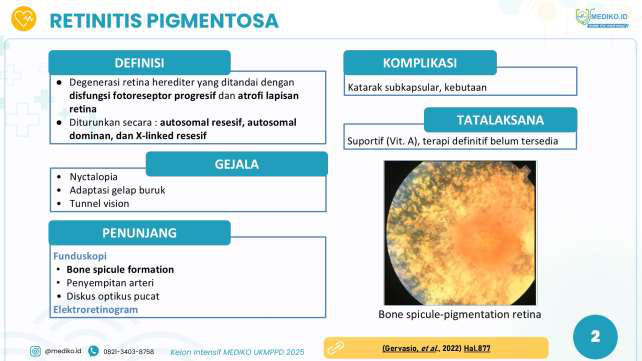 RETINITIS PIGMENTOSA
MEDIKO.ID
DEFINISI
● Degenerasi retina herediter yang ditandai dengan
disfungsi fotoreseptor progresif dan atrofi lapisan
retina
● Diturunkan secara : autosomal resesif, autosomal
dominan, dan X-linked resesif
GEJALA
• Nyctalopia
• Adaptasi gelap buruk
• Tunnel vision
PENUNJANG
Funduskopi
• Bone spicule formation
• Penyempitan arteri
• Diskus optikus pucat
Elektroretinogram
KOMPLIKASI
Katarak subkapsular, kebutaan
TATALAKSANA
Suportif (Vit. A), terapi definitif belum tersedia
Bone spicule-pigmentation retina
@mediko.id
0821-3403-8758
Kelon Intensif MEDIKO UKMPPD 2025
(Gervasio, et al., 2022) Hal.877
2